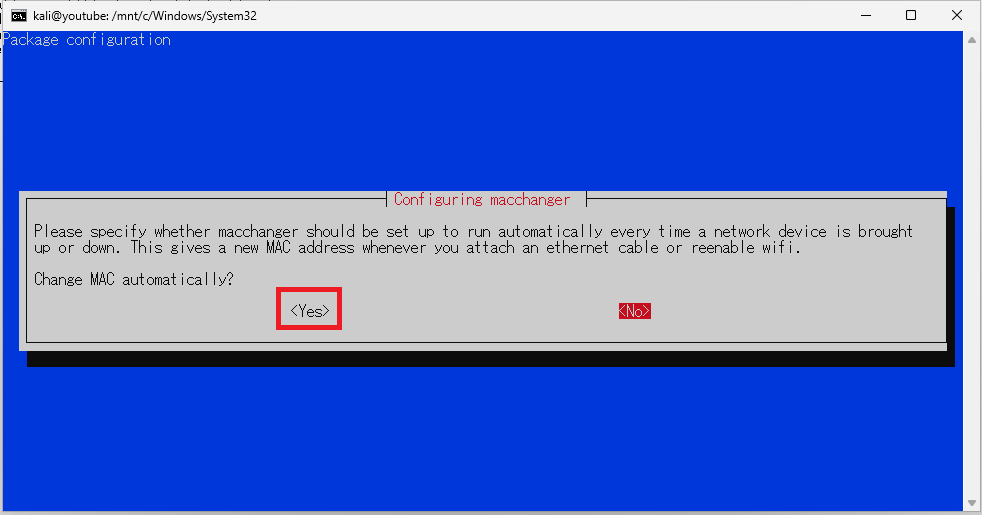 kali@youtube: /mnt/c/Windows/System32
Package configuration
Configuring macchanger
Please specify whether macchanger should be set up to run automatically every time a network device is brought
up or down. This gives a new MAC address whenever you attach an ethernet cable or reenable wifi.
Change MAC automatically?
<Yes> <No>